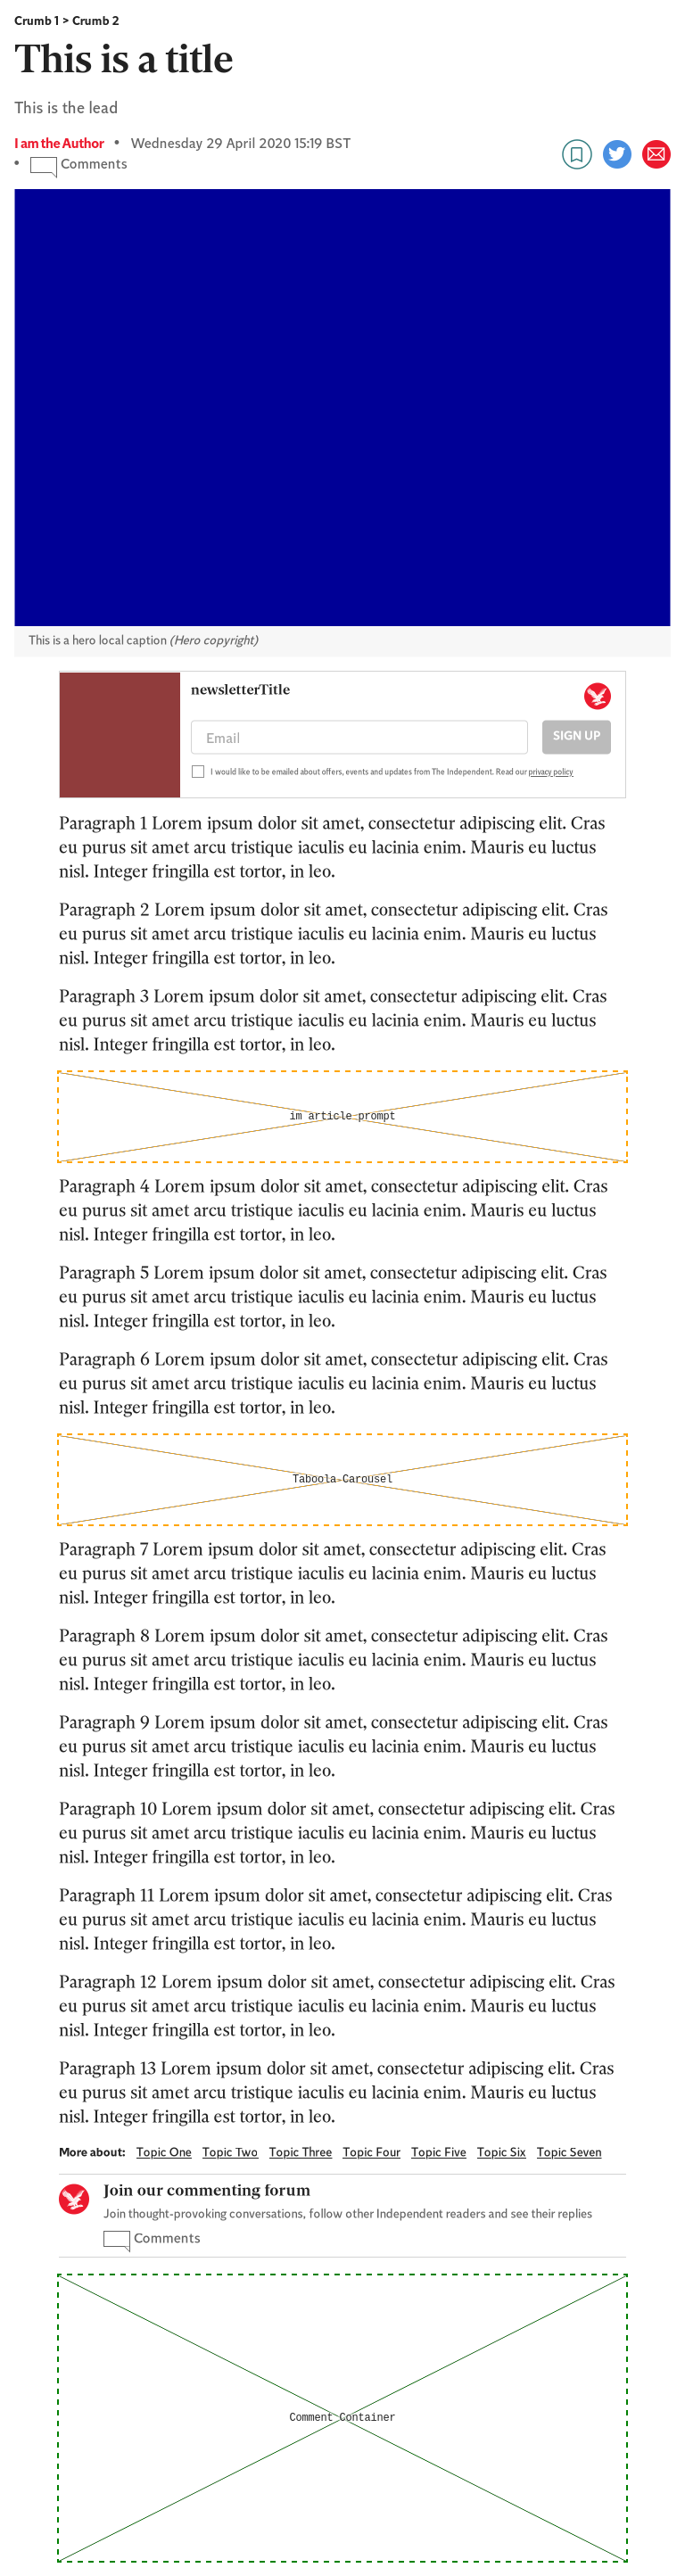 Crumb 1 > Crumb 2
This is a title
This is the lead
I am the Author • Wednesday 29 April 2020 15:19 BST
• Comments
This is a hero local caption (Hero copyright)
newsletterTitle
Email
SIGN UP
I would like to be emailed about offers, events and updates from The Independent. Read our privacy policy
Paragraph 1 Lorem ipsum dolor sit amet, consectetur adipiscing elit. Cras
eu purus sit amet arcu tristique iaculis eu lacinia enim. Mauris eu luctus
nisl. Integer fringilla est tortor, in leo.
Paragraph 2 Lorem ipsum dolor sit amet, consectetur adipiscing elit. Cras
eu purus sit amet arcu tristique iaculis eu lacinia enim. Mauris eu luctus
nisl. Integer fringilla est tortor, in leo.
Paragraph 3 Lorem ipsum dolor sit amet, consectetur adipiscing elit. Cras
eu purus sit amet arcu tristique iaculis eu lacinia enim. Mauris eu luctus
nisl. Integer fringilla est tortor, in leo.
im article prompt
Paragraph 4 Lorem ipsum dolor sit amet, consectetur adipiscing elit. Cras
eu purus sit amet arcu tristique iaculis eu lacinia enim. Mauris eu luctus
nisl. Integer fringilla est tortor, in leo.
Paragraph 5 Lorem ipsum dolor sit amet, consectetur adipiscing elit. Cras
eu purus sit amet arcu tristique iaculis eu lacinia enim. Mauris eu luctus
nisl. Integer fringilla est tortor, in leo.
Paragraph 6 Lorem ipsum dolor sit amet, consectetur adipiscing elit. Cras
eu purus sit amet arcu tristique iaculis eu lacinia enim. Mauris eu luctus
nisl. Integer fringilla est tortor, in leo.
Taboola Carousel
Paragraph 7 Lorem ipsum dolor sit amet, consectetur adipiscing elit. Cras
eu purus sit amet arcu tristique iaculis eu lacinia enim. Mauris eu luctus
nisl. Integer fringilla est tortor, in leo.
Paragraph 8 Lorem ipsum dolor sit amet, consectetur adipiscing elit. Cras
eu purus sit amet arcu tristique iaculis eu lacinia enim. Mauris eu luctus
nisl. Integer fringilla est tortor, in leo.
Paragraph 9 Lorem ipsum dolor sit amet, consectetur adipiscing elit. Cras
eu purus sit amet arcu tristique iaculis eu lacinia enim. Mauris eu luctus
nisl. Integer fringilla est tortor, in leo.
Paragraph 10 Lorem ipsum dolor sit amet, consectetur adipiscing elit. Cras
eu purus sit amet arcu tristique iaculis eu lacinia enim. Mauris eu luctus
nisl. Integer fringilla est tortor, in leo.
Paragraph 11 Lorem ipsum dolor sit amet, consectetur adipiscing elit. Cras
eu purus sit amet arcu tristique iaculis eu lacinia enim. Mauris eu luctus
nisl. Integer fringilla est tortor, in leo.
Paragraph 12 Lorem ipsum dolor sit amet, consectetur adipiscing elit. Cras
eu purus sit amet arcu tristique iaculis eu lacinia enim. Mauris eu luctus
nisl. Integer fringilla est tortor, in leo.
Paragraph 13 Lorem ipsum dolor sit amet, consectetur adipiscing elit. Cras
eu purus sit amet arcu tristique iaculis eu lacinia enim. Mauris eu luctus
nisl. Integer fringilla est tortor, in leo.
More about: Topic One Topic Two Topic Three Topic Four Topic Five Topic Six Topic Seven
Join our commenting forum
Join thought-provoking conversations, follow other Independent readers and see their replies
Comments
Comment Container